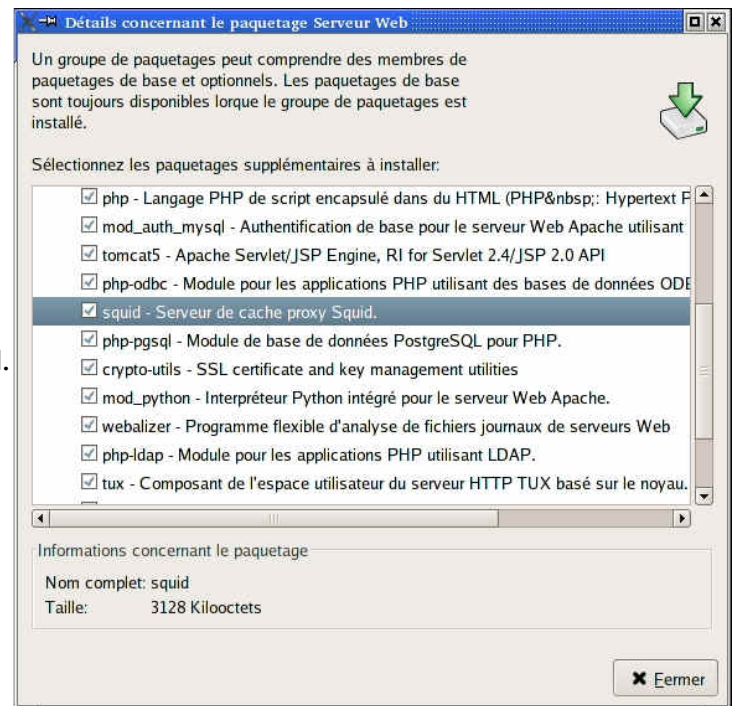 Détails concernant le paquetage Serveur Web
Un groupe de paquetages peut comprendre des membres de
paquetages de base et optionnels. Les paquetages de base
sont toujours disponibles lorque le groupe de paquetages est
installé.
Sélectionnez les paquetages supplémentaires à installer:
php - Langage PHP de script encapsulé dans du HTML (PHP&nbsp;: Hypertext P
mod_auth_mysql - Authentification de base pour le serveur Web Apache utilisant
tomcat5 - Apache Servlet/JSP Engine, RI for Servlet 2.4/JSP 2.0 API
php-odbc - Module pour les applications PHP utilisant des bases de données ODB
squid - Serveur de cache proxy Squid.
php-pgsql - Module de base de données PostgreSQL pour PHP.
crypto-utils - SSL certificate and key management utilities
mod_python - Interpréteur Python intégré pour le serveur Web Apache.
webalizer - Programme flexible d'analyse de fichiers journaux de serveurs Web
php-ldap - Module pour les applications PHP utilisant LDAP.
tux - Composant de l'espace utilisateur du serveur HTTP TUX basé sur le noyau.
Informations concernant le paquetage
Nom complet: squid
Taille: 3128 Kilooctets
Fermer